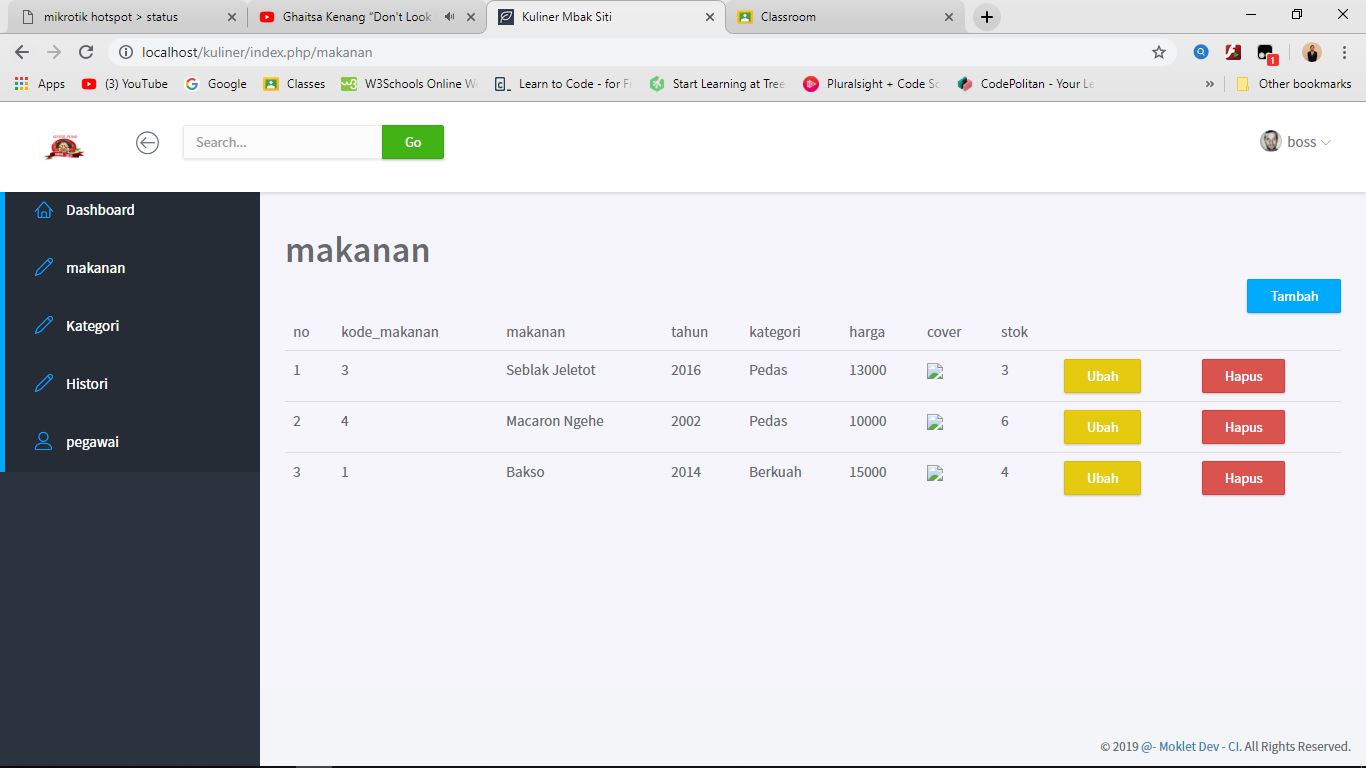 mikrotik hotspot > status Ghaitsa Kenang "Don't Look Kuliner Mbak Siti Classroom
localhost/kuliner/index.php/makanan 1
Apps (3) YouTube Google Classes W3Schools Online W Learn to Code - for F Start Learning at Tree Pluralsight + Code Sc CodePolitan - Your Le » Other bookmarks
Search... Go boss
Dashboard
makanan
Kategori
Histori
pegawai
makanan
Tambah
no kode_makanan makanan tahun kategori harga cover stok
1 3 Seblak Jeletot 2016 Pedas 13000 3 Ubah Hapus
2 4 Macaron Ngehe 2002 Pedas 10000 6 Ubah Hapus
3 1 Bakso 2014 Berkuah 15000 4 Ubah Hapus
© 2019 @- Moklet Dev - CI. All Rights Reserved.